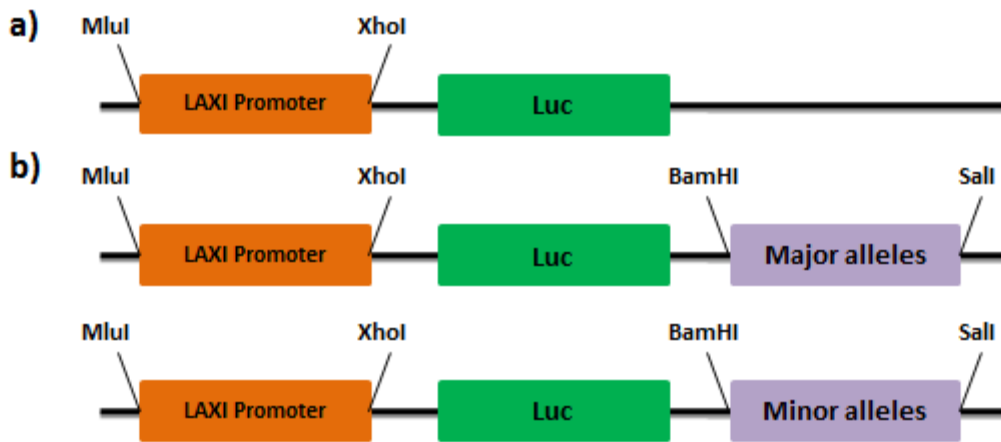 a) MluI XhoI
LAXI Promoter Luc
b) MluI XhoI BamHI SalI
LAXI Promoter Luc Major alleles
MluI XhoI BamHI SalI
LAXI Promoter Luc Minor alleles